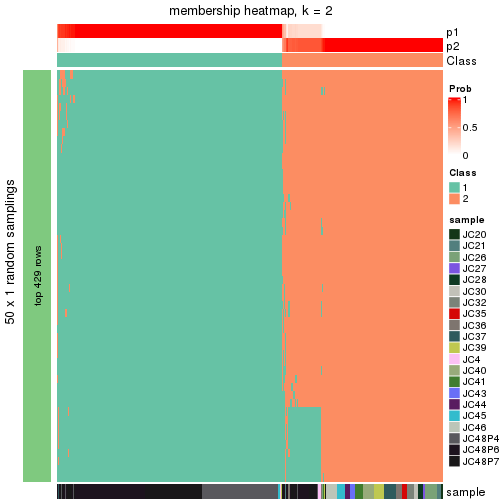 membership heatmap, k = 2
p1
p2
Class
50 x 1 random samplings
top 429 rows
Prob
1
0.5
0
Class
1
2
sample
JC20
JC21
JC26
JC27
JC28
JC30
JC32
JC35
JC36
JC37
JC39
JC4
JC40
JC41
JC43
JC44
JC45
JC46
JC48P4
JC48P6
JC48P7
sample